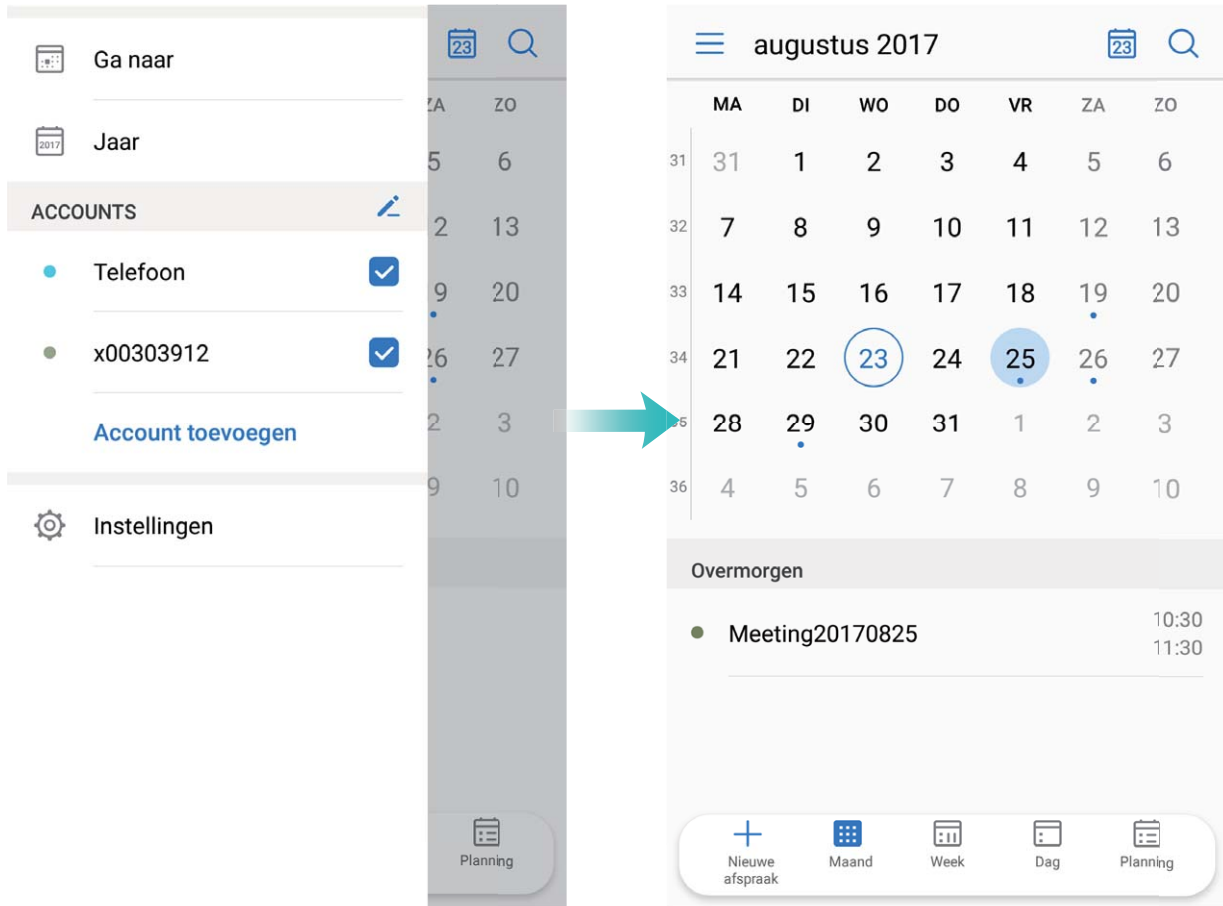 Ga naar
2017
Jaar
ACCOUNTS
Telefoon
x00303912
Account toevoegen
Instellingen
23
ZA ZO
5 6
2 13
9 20
26 27
2 3
9 10
Planning
augustus 2017 23
MA DI WO DO VR ZA ZO
31 31 1 2 3 4 5 6
32 7 8 9 10 11 12 13
33 14 15 16 17 18 19 20
34 21 22 23 24 25 26 27
35 28 29 30 31 1 2 3
36 4 5 6 7 8 9 10
Overmorgen
Meeting20170825 10:30
11:30
Nieuwe Maand Week Dag Planning
afspraak